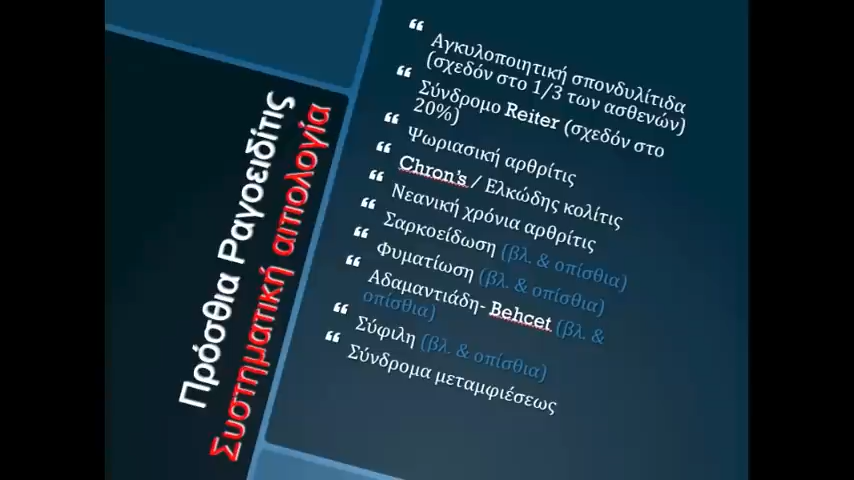 Πρόσθια Ραγοειδίτις
Συστηματική αιτιολογία
“ Αγκυλοποιητική σπονδυλίτιδα
(σχεδόν στο 1/3 των ασθενών)
“ Σύνδρομο Reiter (σχεδόν στο
20%)
“ Ψωριασική αρθρίτις
“ Chron's / Ελκώδης κολίτις
“ Νεανική χρόνια αρθρίτις
“ Σαρκοείδωση (βλ. & οπίσθια)
“ Φυματίωση (βλ. & οπίσθια)
“ Αδαμαντιάδη- Behcet (βλ. &
οπίσθια)
“ Σύφιλη (βλ. & οπίσθια)
“ Σύνδρομα μεταμφιέσεως